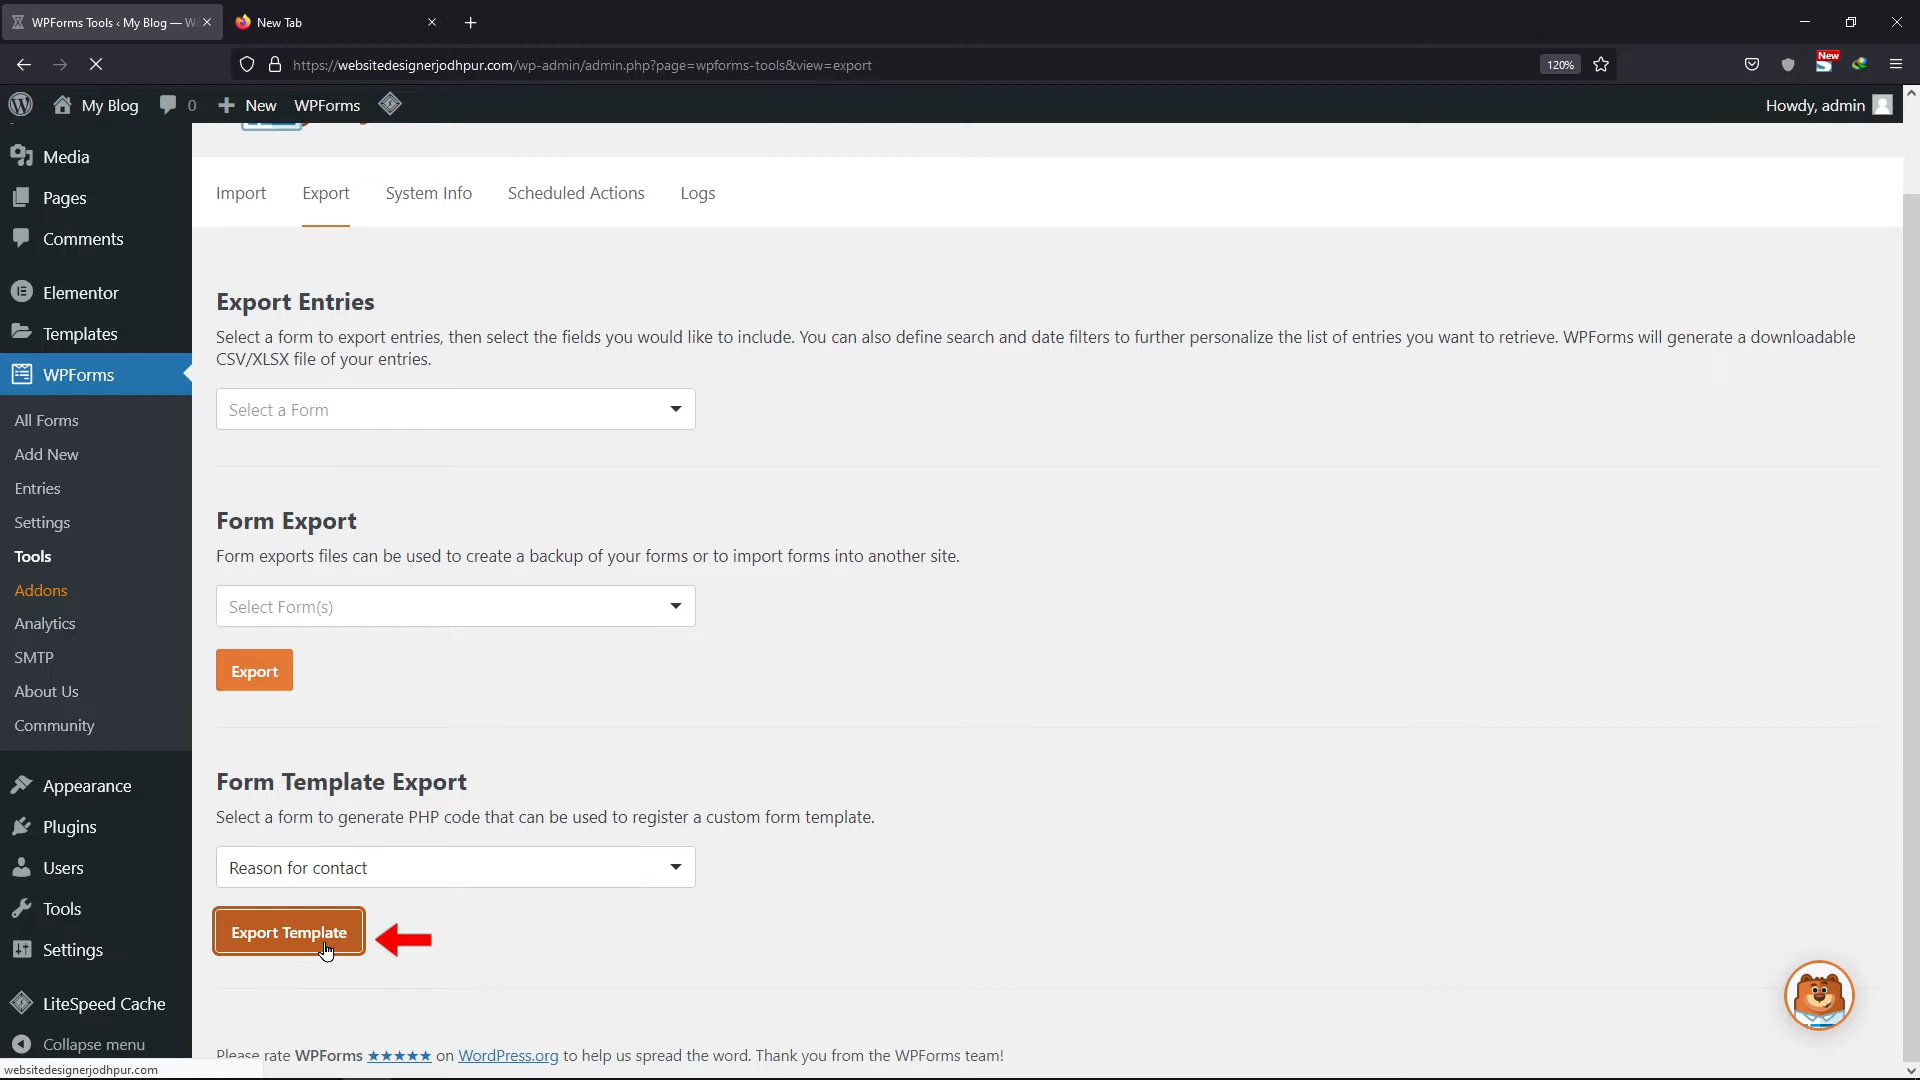 WPForms Tools ‹ My Blog — W
New Tab
https://websitedesignerjodhpur.com/wp-admin/admin.php?page=wpforms-tools&view=export
120%
New
My Blog
0
New
WPForms
Howdy, admin
Media
Pages
Comments
Elementor
Templates
WPForms
All Forms
Add New
Entries
Settings
Tools
Addons
Analytics
SMTP
About Us
Community
Appearance
Plugins
Users
Tools
Settings
LiteSpeed Cache
Collapse menu
websitedesignerjodhpur.com
Import
Export
System Info
Scheduled Actions
Logs
Export Entries
Select a form to export entries, then select the fields you would like to include. You can also define search and date filters to further personalize the list of entries you want to retrieve. WPForms will generate a downloadable
CSV/XLSX file of your entries.
Select a Form
Form Export
Form exports files can be used to create a backup of your forms or to import forms into another site.
Select Form(s)
Export
Form Template Export
Select a form to generate PHP code that can be used to register a custom form template.
Reason for contact
Export Template
Please rate WPForms ★★★★★ on WordPress.org to help us spread the word. Thank you from the WPForms team!